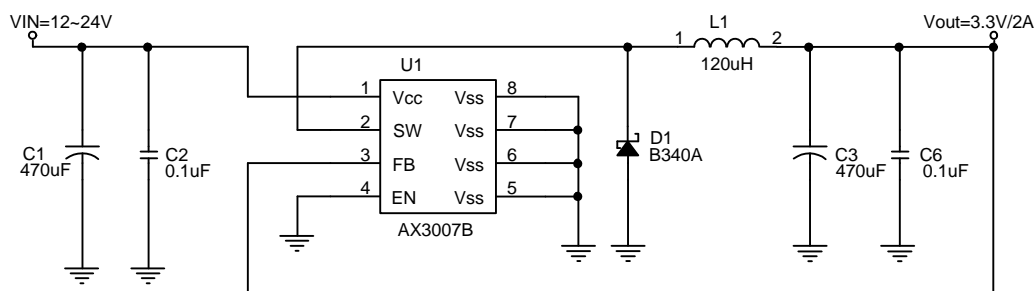 VIN=12~24V
Vout=3.3V/2A
L1
1 2
120uH
U1
1 Vcc Vss 8
2 SW Vss 7
3 FB Vss 6
4 EN Vss 5
AX3007B
C1
470uF
C2
0.1uF
D1
B340A
C3
470uF
C6
0.1uF